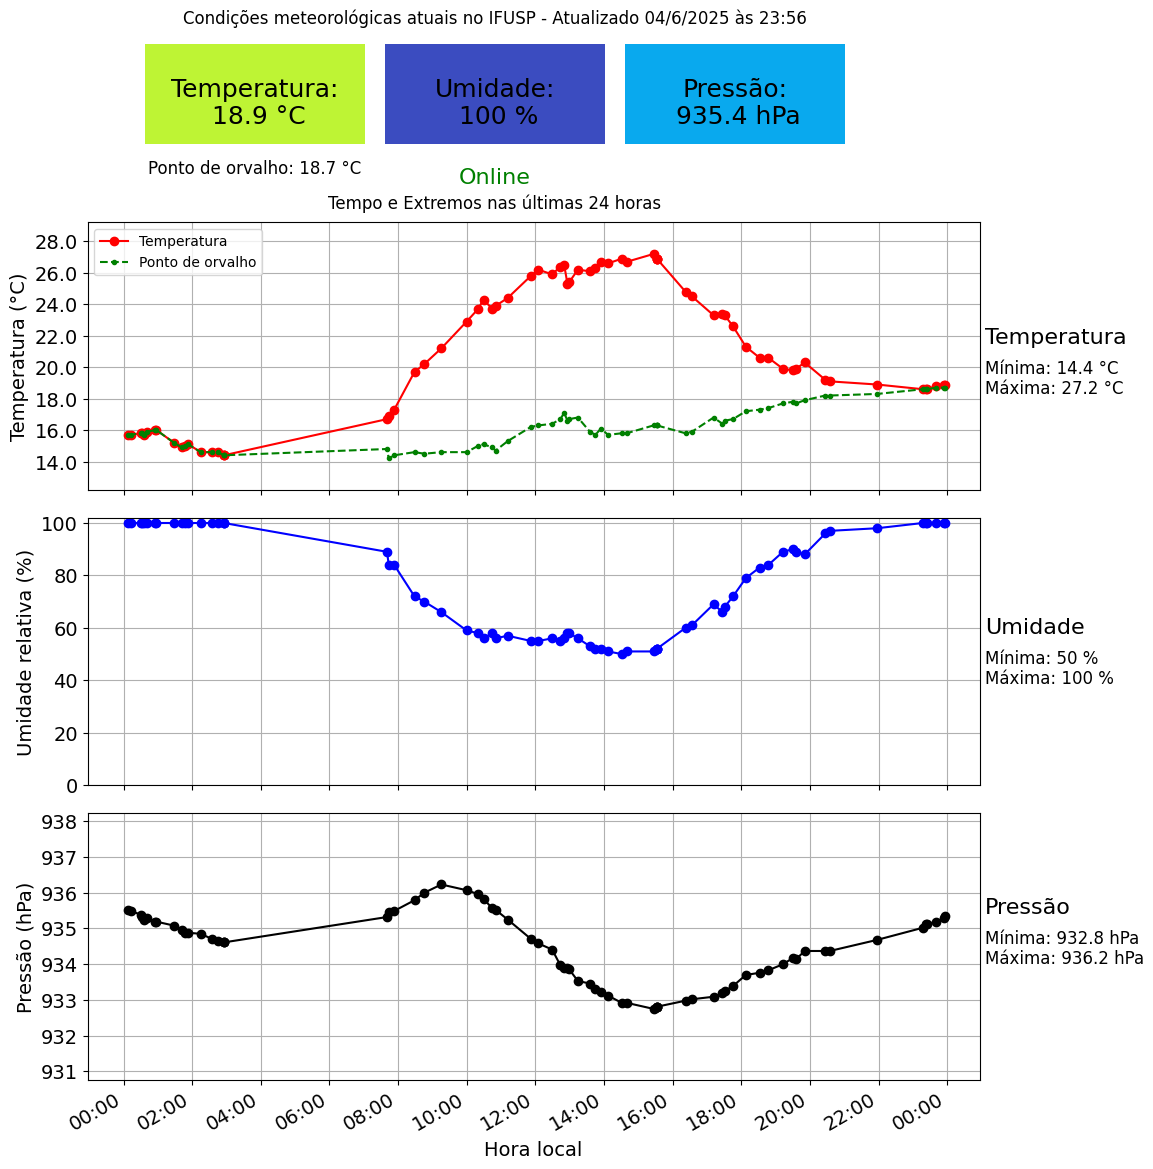 Condições meteorológicas atuais no IFUSP - Atualizado 04/6/2025 às 23:56
Temperatura:
18.9 °C
Umidade:
100 %
Pressão:
935.4 hPa
Ponto de orvalho: 18.7 °C
Online
Tempo e Extremos nas últimas 24 horas
Temperatura
Ponto de orvalho
Temperatura (°C)
28.0
26.0
24.0
22.0
20.0
18.0
16.0
14.0
Temperatura
Mínima: 14.4 °C
Máxima: 27.2 °C
Umidade relativa (%)
100
80
60
40
20
0
Umidade
Mínima: 50 %
Máxima: 100 %
Pressão (hPa)
938
937
936
935
934
933
932
931
Pressão
Mínima: 932.8 hPa
Máxima: 936.2 hPa
00:00 02:00 04:00 06:00 08:00 10:00 12:00 14:00 16:00 18:00 20:00 22:00 00:00
Hora local